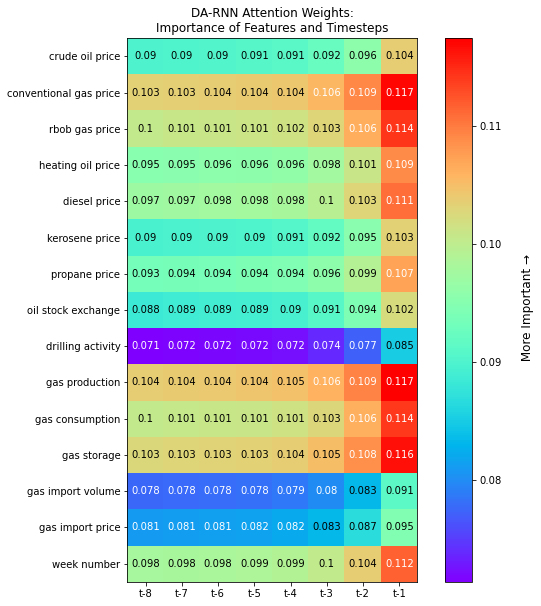 DA-RNN Attention Weights:
Importance of Features and Timesteps
crude oil price 0.09 0.09 0.09 0.091 0.091 0.092 0.096 0.104
conventional gas price 0.103 0.103 0.104 0.104 0.104 0.106 0.109 0.117
rbob gas price 0.1 0.101 0.101 0.101 0.102 0.103 0.106 0.114
heating oil price 0.095 0.095 0.096 0.096 0.096 0.098 0.101 0.109
diesel price 0.097 0.097 0.098 0.098 0.098 0.1 0.103 0.111
kerosene price 0.09 0.09 0.09 0.09 0.091 0.092 0.095 0.103
propane price 0.093 0.094 0.094 0.094 0.094 0.096 0.099 0.107
oil stock exchange 0.088 0.089 0.089 0.089 0.09 0.091 0.094 0.102
drilling activity 0.071 0.072 0.072 0.072 0.072 0.074 0.077 0.085
gas production 0.104 0.104 0.104 0.104 0.105 0.106 0.109 0.117
gas consumption 0.1 0.101 0.101 0.101 0.101 0.103 0.106 0.114
gas storage 0.103 0.103 0.103 0.103 0.104 0.105 0.108 0.116
gas import volume 0.078 0.078 0.078 0.078 0.079 0.08 0.083 0.091
gas import price 0.081 0.081 0.081 0.082 0.082 0.083 0.087 0.095
week number 0.098 0.098 0.098 0.099 0.099 0.1 0.104 0.112
t-8 t-7 t-6 t-5 t-4 t-3 t-2 t-1
0.11
0.10
0.09
0.08
More Important →